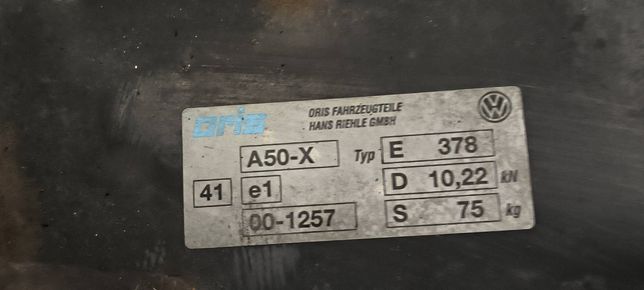 oris
ORIS FAHRZEUGTEILE
HANS RIEHLE GMBH
A50-X Typ E 378
41 e1 D 10,22 kN
00-1257 S 75 kg